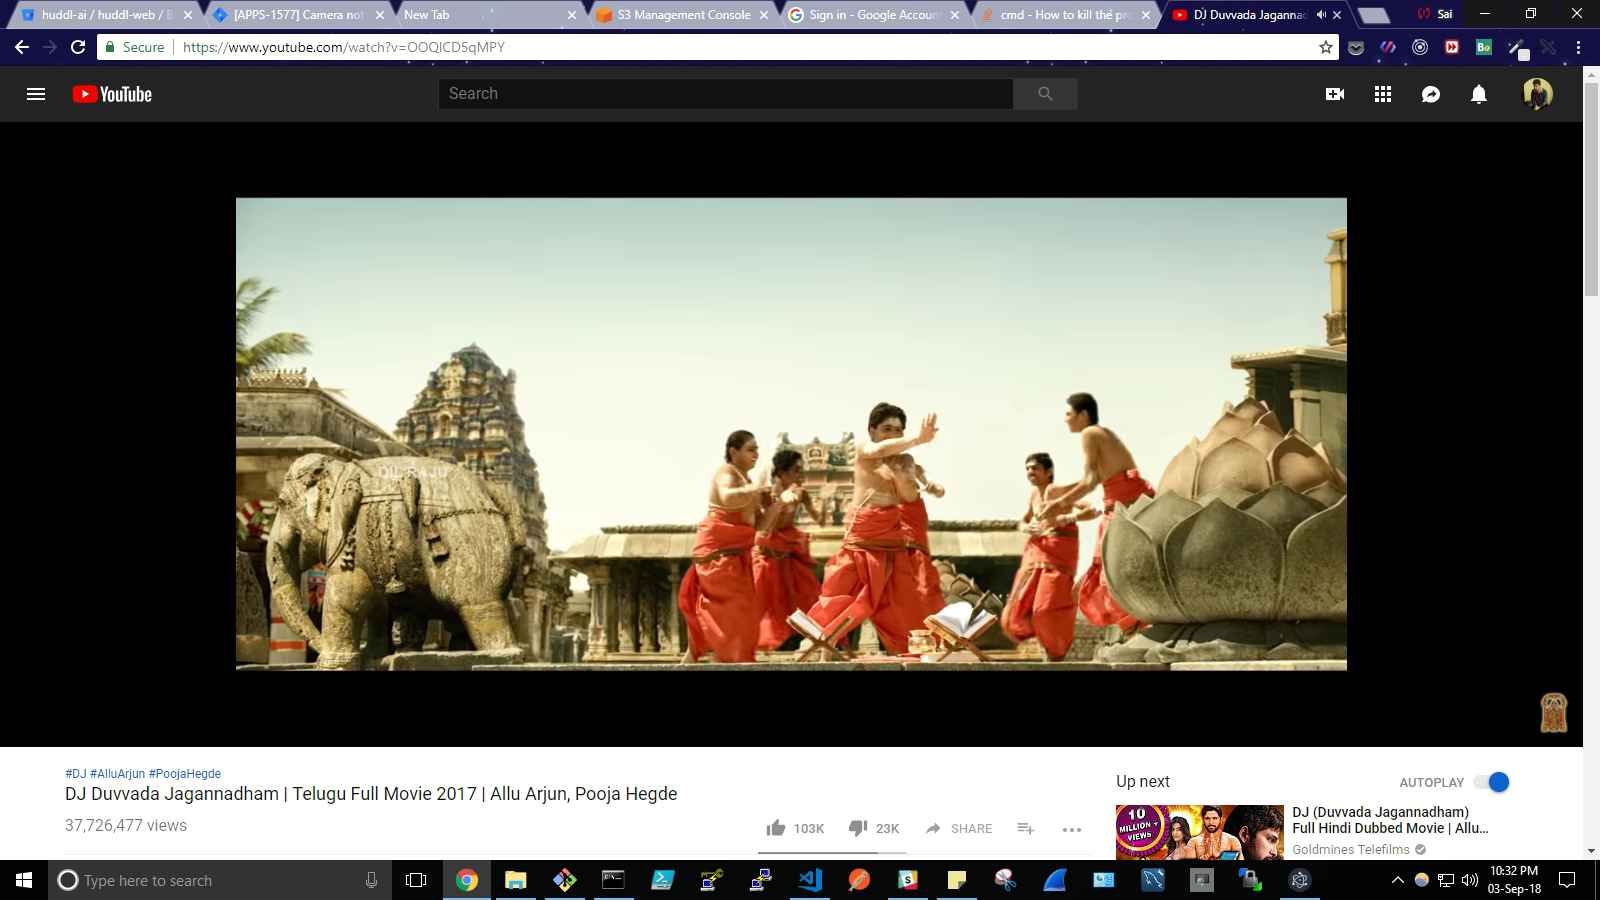 huddl-ai / huddl-web / B
[APPS-1577] Camera not
New Tab
S3 Management Console
Sign in - Google Accoun
cmd - How to kill the pro
DJ Duvvada Jagannad
Sai
Secure
https://www.youtube.com/watch?v=OOQlCD5qMPY
YouTube
Search
DIL RAJU
#DJ #AlluArjun #PoojaHegde
DJ Duvvada Jagannadham | Telugu Full Movie 2017 | Allu Arjun, Pooja Hegde
37,726,477 views
103K
23K
SHARE
Up next
AUTOPLAY
10
MILLION +
VIEWS
DJ (Duvvada Jagannadham)
Full Hindi Dubbed Movie | Allu...
Goldmines Telefilms
Type here to search
10:32 PM
03-Sep-18